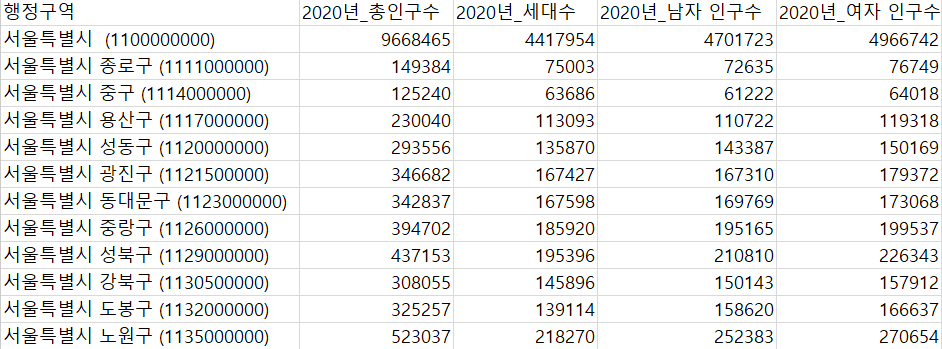 행정구역 2020년_총인구수 2020년_세대수 2020년_남자 인구수 2020년_여자 인구수
서울특별시  (1100000000) 9668465 4417954 4701723 4966742
서울특별시 종로구 (1111000000) 149384 75003 72635 76749
서울특별시 중구 (1114000000) 125240 63686 61222 64018
서울특별시 용산구 (1117000000) 230040 113093 110722 119318
서울특별시 성동구 (1120000000) 293556 135870 143387 150169
서울특별시 광진구 (1121500000) 346682 167427 167310 179372
서울특별시 동대문구 (1123000000) 342837 167598 169769 173068
서울특별시 중랑구 (1126000000) 394702 185920 195165 199537
서울특별시 성북구 (1129000000) 437153 195396 210810 226343
서울특별시 강북구 (1130500000) 308055 145896 150143 157912
서울특별시 도봉구 (1132000000) 325257 139114 158620 166637
서울특별시 노원구 (1135000000) 523037 218270 252383 270654